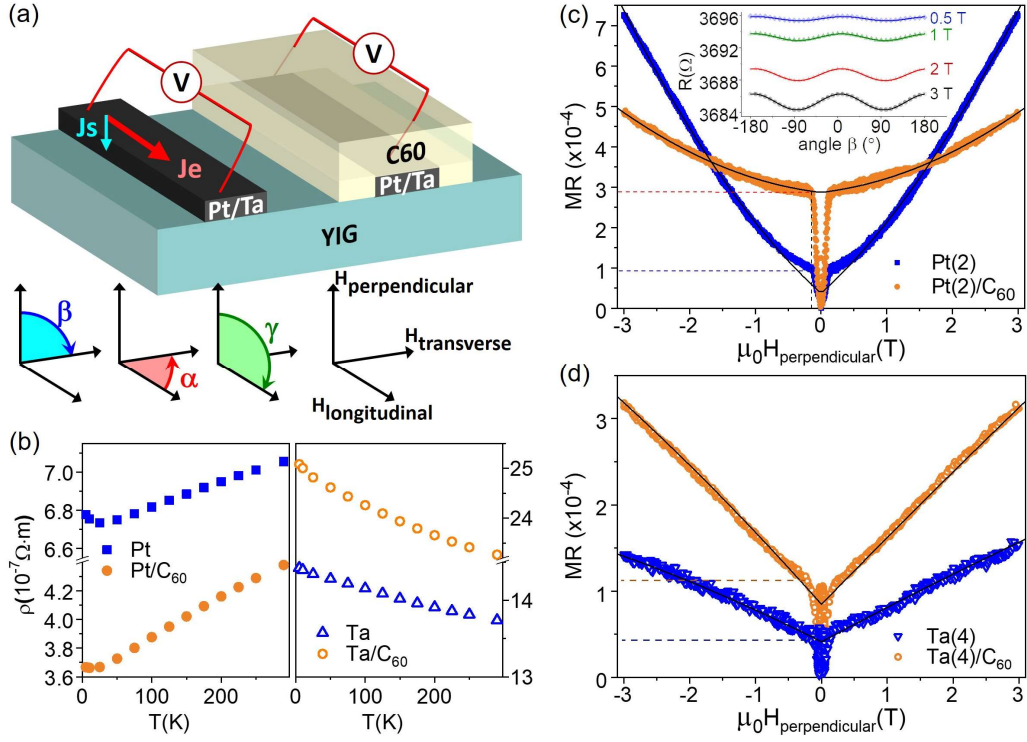 (a)
V
V
Js
Je
C60
Pt/Ta
Pt/Ta
YIG
β
α
γ
Hperpendicular
Htransverse
Hlongitudinal
(b)
ρ(10⁻⁷Ω·m)
7.0
6.8
6.6
4.4
4.2
4.0
3.8
3.6
Pt
Pt/C₆₀
0 100 200
T(K)
25
24
14
13
Ta
Ta/C₆₀
0 100 200
T(K)
(c)
MR (x10⁻⁴)
7
6
5
4
3
2
1
0
R(Ω)
3696
3692
3688
3684
0.5 T
1 T
2 T
3 T
-180 -90 0 90 180
angle β (°)
Pt(2)
Pt(2)/C₆₀
-3 -2 -1 0 1 2 3
μ₀Hperpendicular(T)
(d)
MR (x10⁻⁴)
3
2
1
0
Ta(4)
Ta(4)/C₆₀
-3 -2 -1 0 1 2 3
μ₀Hperpendicular(T)